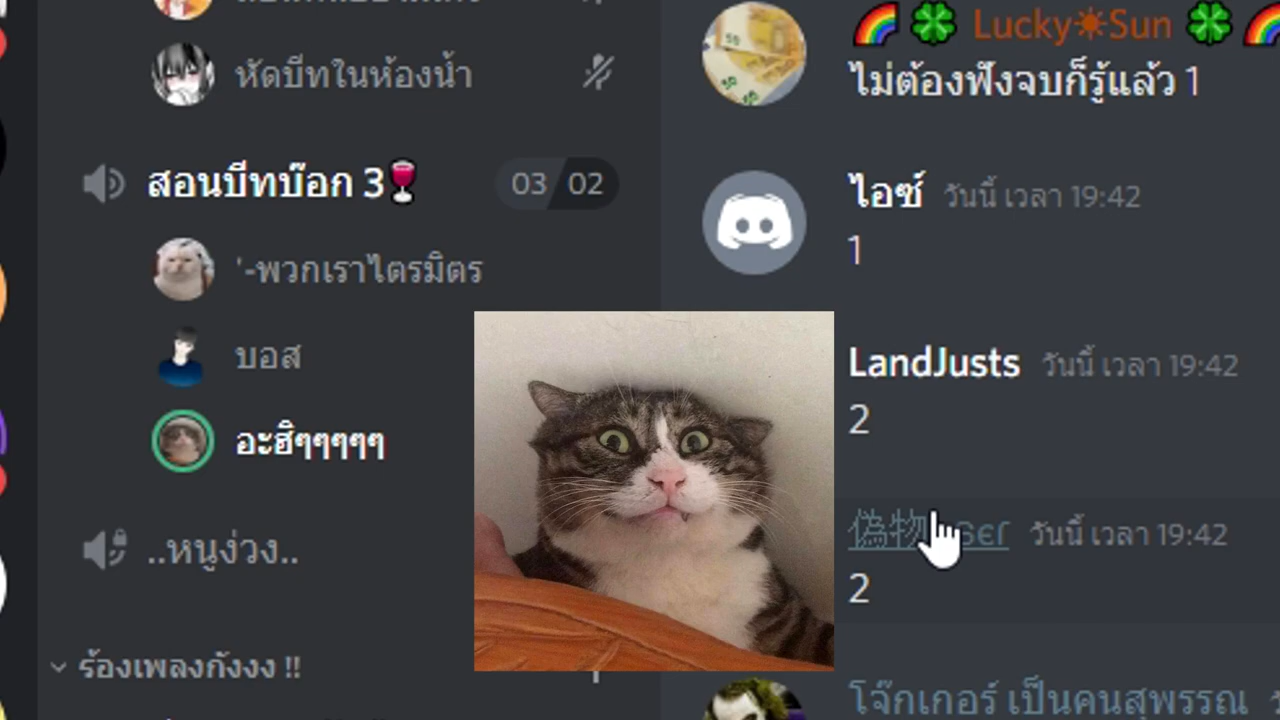 หัดบีทในห้องน้ำ
สอนบีทบ๊อก 3🍷 03 02
'-พวกเราไตรมิตร
บอส
อะฮิๆๆๆๆๆ
..หนูง่วง..
ร้องเพลงกังงง !!
🌈 🍀 Lucky☀Sun 🍀 🌈
ไม่ต้องฟังจบก็รู้แล้ว 1
ไอซ์ วันนี้ เวลา 19:42
1
LandJusts วันนี้ เวลา 19:42
2
偽物 วันนี้ เวลา 19:42
2
โจ๊กเกอร์ เป็นคนสุพรรณ